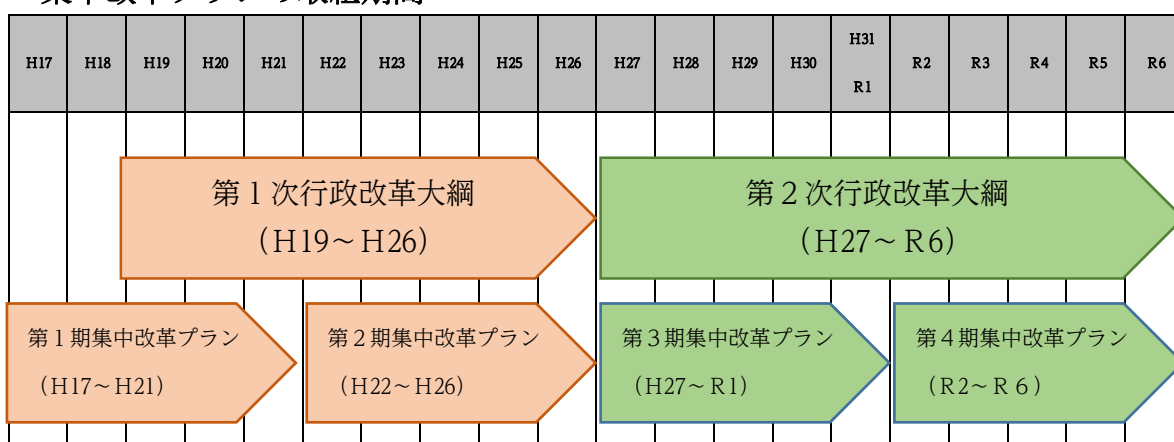 集中改革プランの取組期間
H17 H18 H19 H20 H21 H22 H23 H24 H25 H26 H27 H28 H29 H30 H31 R1 R2 R3 R4 R5 R6
第１次行政改革大綱
（H19～H26）
第２次行政改革大綱
（H27～R6）
第１期集中改革プラン
（H17～H21）
第２期集中改革プラン
（H22～H26）
第３期集中改革プラン
（H27～R1）
第４期集中改革プラン
（R2～R６）